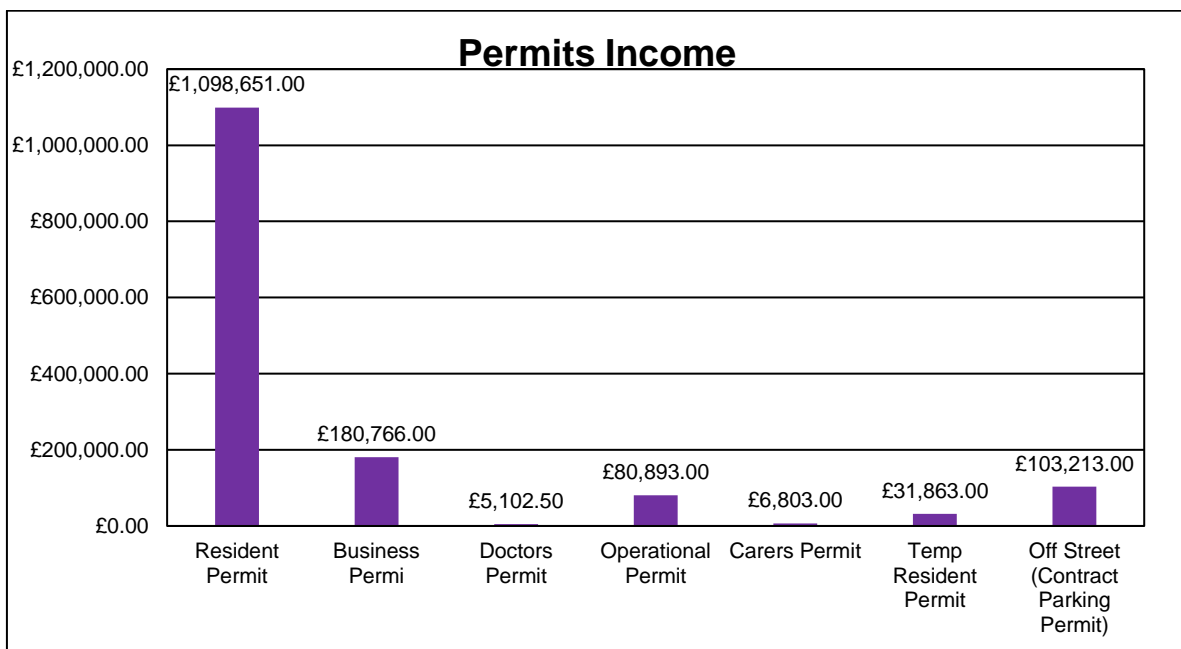 Permits Income
£1,200,000.00
£1,000,000.00
£800,000.00
£600,000.00
£400,000.00
£200,000.00
£0.00
£1,098,651.00
£180,766.00
£5,102.50
£80,893.00
£6,803.00
£31,863.00
£103,213.00
Resident
Permit
Business
Permi
Doctors
Permit
Operational
Permit
Carers Permit
Temp
Resident
Permit
Off Street
(Contract
Parking
Permit)